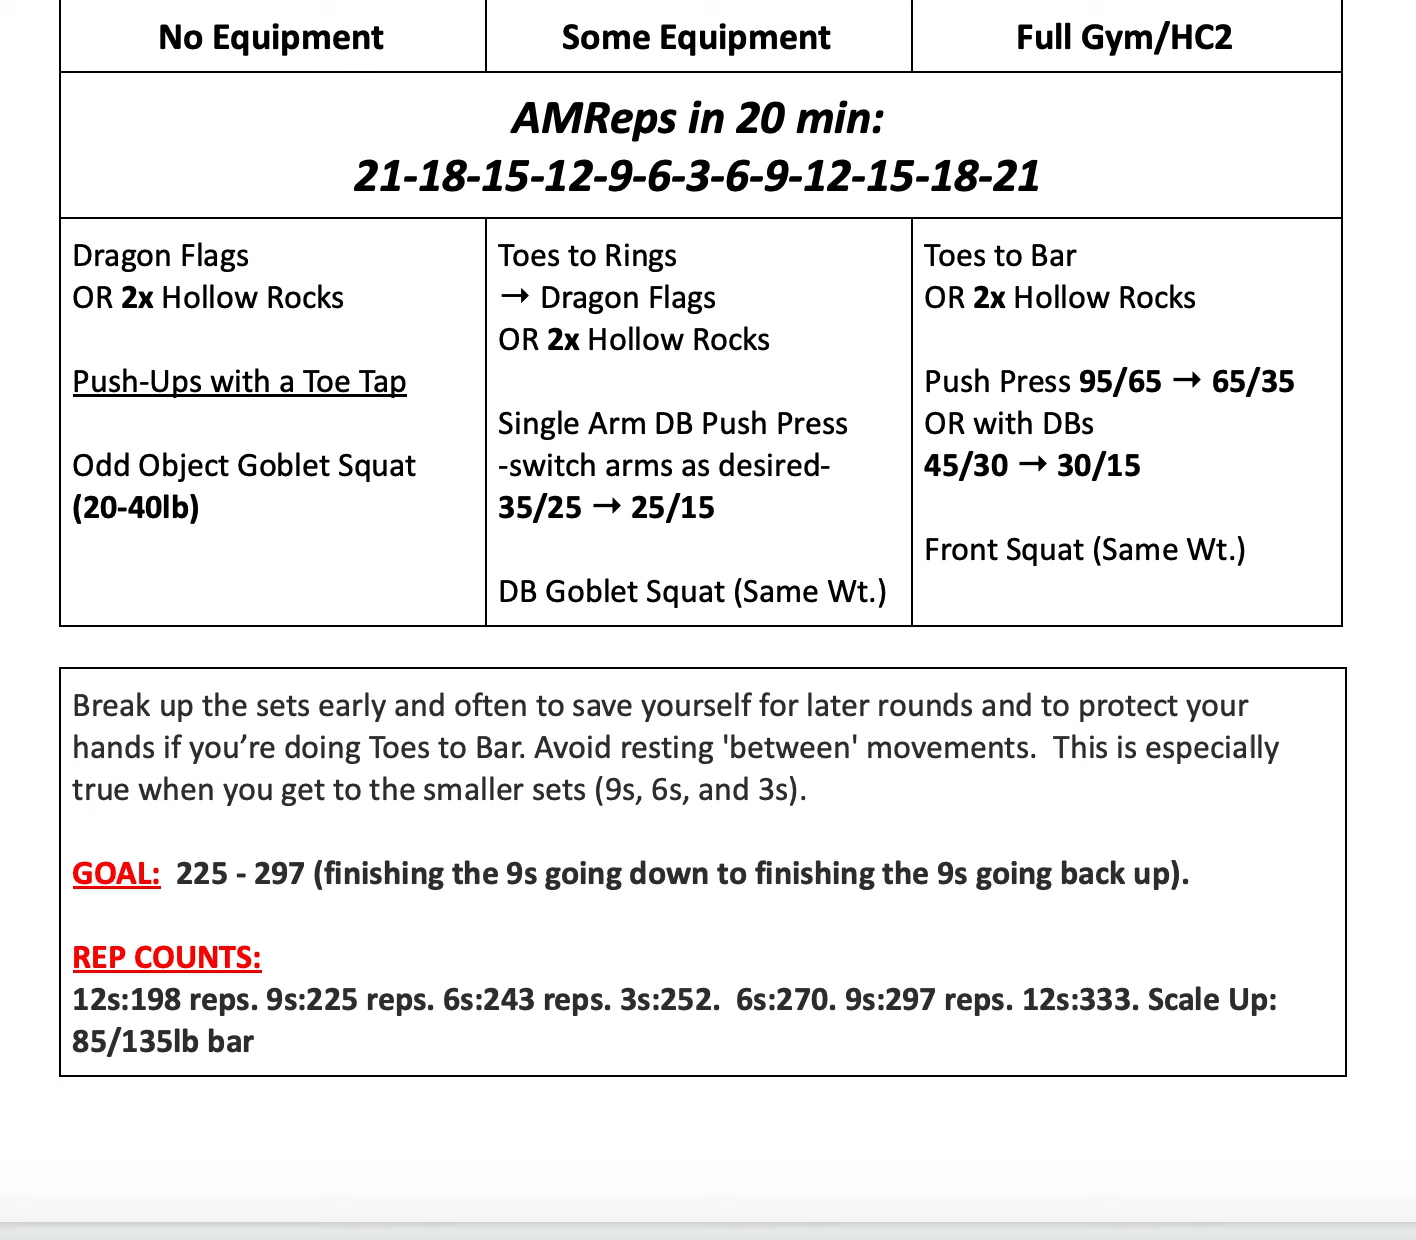 No Equipment
Some Equipment
Full Gym/HC2
AMReps in 20 min:
21-18-15-12-9-6-3-6-9-12-15-18-21
Dragon Flags
OR 2x Hollow Rocks
Push-Ups with a Toe Tap
Odd Object Goblet Squat
(20-40lb)
Toes to Rings
→ Dragon Flags
OR 2x Hollow Rocks
Single Arm DB Push Press
-switch arms as desired-
35/25 → 25/15
DB Goblet Squat (Same Wt.)
Toes to Bar
OR 2x Hollow Rocks
Push Press 95/65 → 65/35
OR with DBs
45/30 → 30/15
Front Squat (Same Wt.)
Break up the sets early and often to save yourself for later rounds and to protect your
hands if you’re doing Toes to Bar. Avoid resting 'between' movements.  This is especially
true when you get to the smaller sets (9s, 6s, and 3s).
GOAL:  225 - 297 (finishing the 9s going down to finishing the 9s going back up).
REP COUNTS:
12s:198 reps. 9s:225 reps. 6s:243 reps. 3s:252.  6s:270. 9s:297 reps. 12s:333. Scale Up:
85/135lb bar